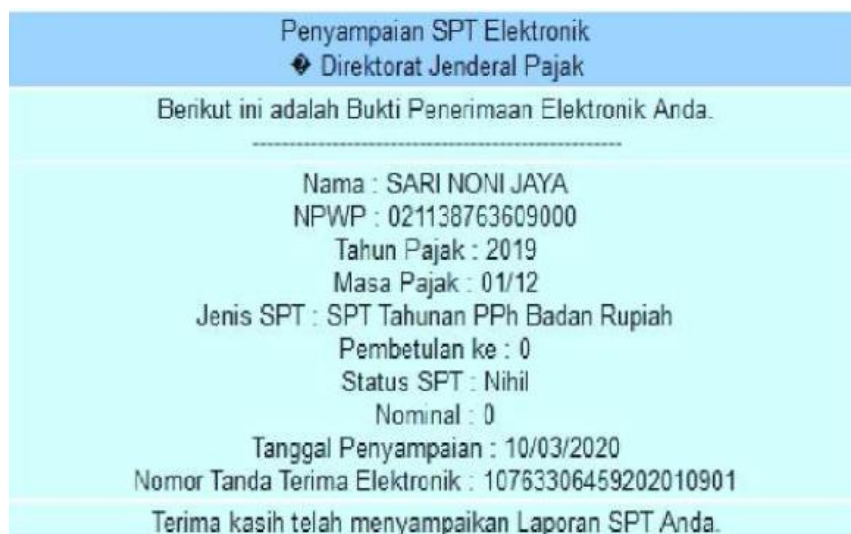 Penyampaian SPT Elektronik
� Direktorat Jenderal Pajak
Berikut ini adalah Bukti Penerimaan Elektronik Anda.
--------------------------------------------------
Nama : SARI NONI JAYA
NPWP : 021138763609000
Tahun Pajak : 2019
Masa Pajak : 01/12
Jenis SPT : SPT Tahunan PPh Badan Rupiah
Pembetulan ke : 0
Status SPT : Nihil
Nominal : 0
Tanggal Penyampaian : 10/03/2020
Nomor Tanda Terima Elektronik : 10763306459202010901
Terima kasih telah menyampaikan Laporan SPT Anda.